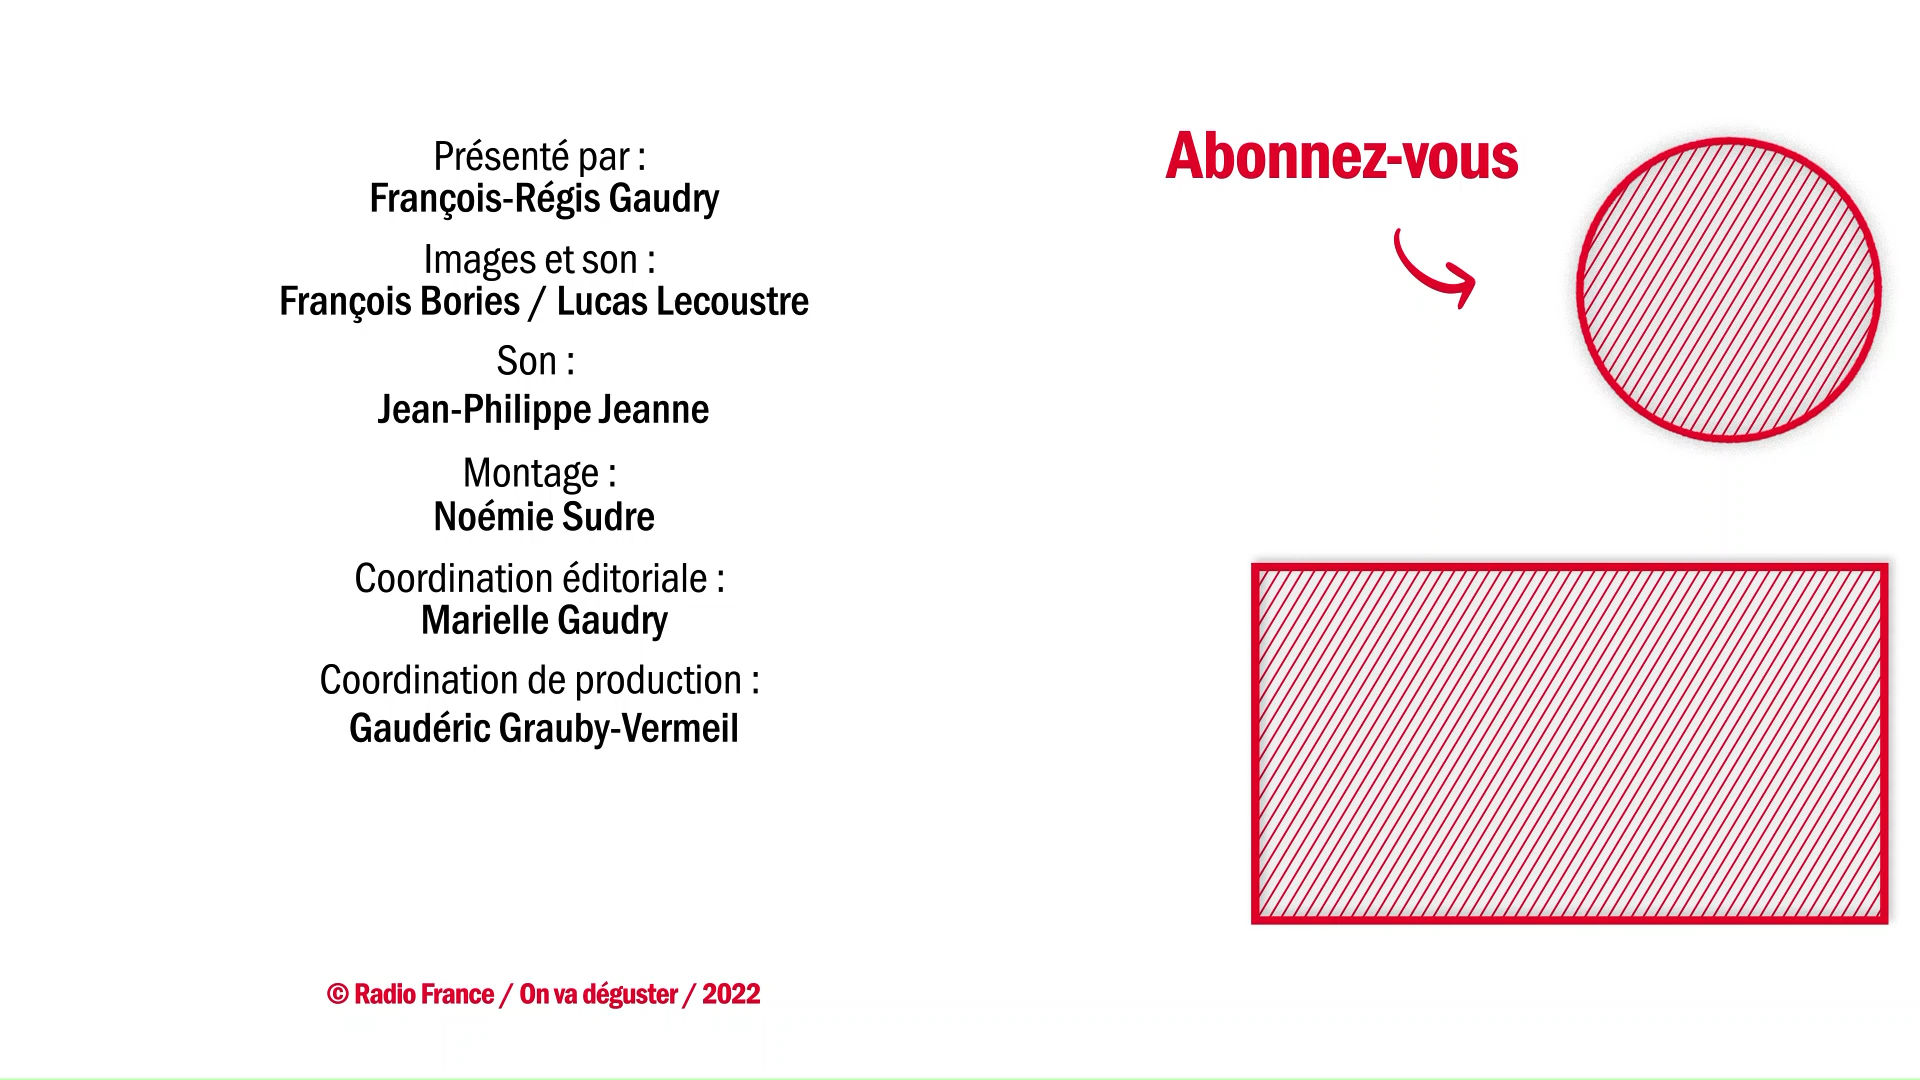 Présenté par :
François-Régis Gaudry
Images et son :
François Bories / Lucas Lecoustre
Son :
Jean-Philippe Jeanne
Montage :
Noémie Sudre
Coordination éditoriale :
Marielle Gaudry
Coordination de production :
Gaudéric Grauby-Vermeil
© Radio France / On va déguster / 2022
Abonnez-vous